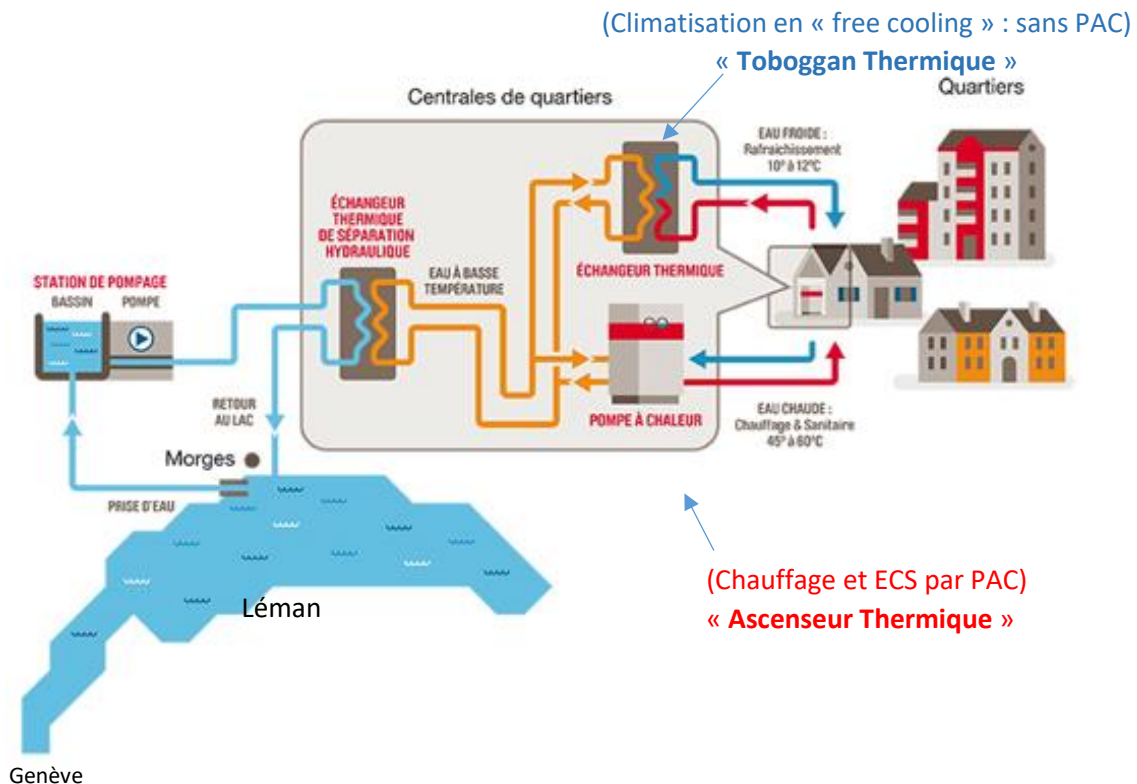 (Climatisation en « free cooling » : sans PAC)
« Toboggan Thermique »
Centrales de quartiers
Quartiers
EAU FROIDE :
Rafraichissement
10° à 12°C
ÉCHANGEUR
THERMIQUE
DE SÉPARATION
HYDRAULIQUE
EAU À BASSE
TEMPÉRATURE
ÉCHANGEUR THERMIQUE
STATION DE POMPAGE
BASSIN
POMPE
RETOUR
AU LAC
POMPE À CHALEUR
EAU CHAUDE :
Chauffage & Sanitaire
45° à 60°C
Morges
PRISE D'EAU
Léman
(Chauffage et ECS par PAC)
« Ascenseur Thermique »
Genève